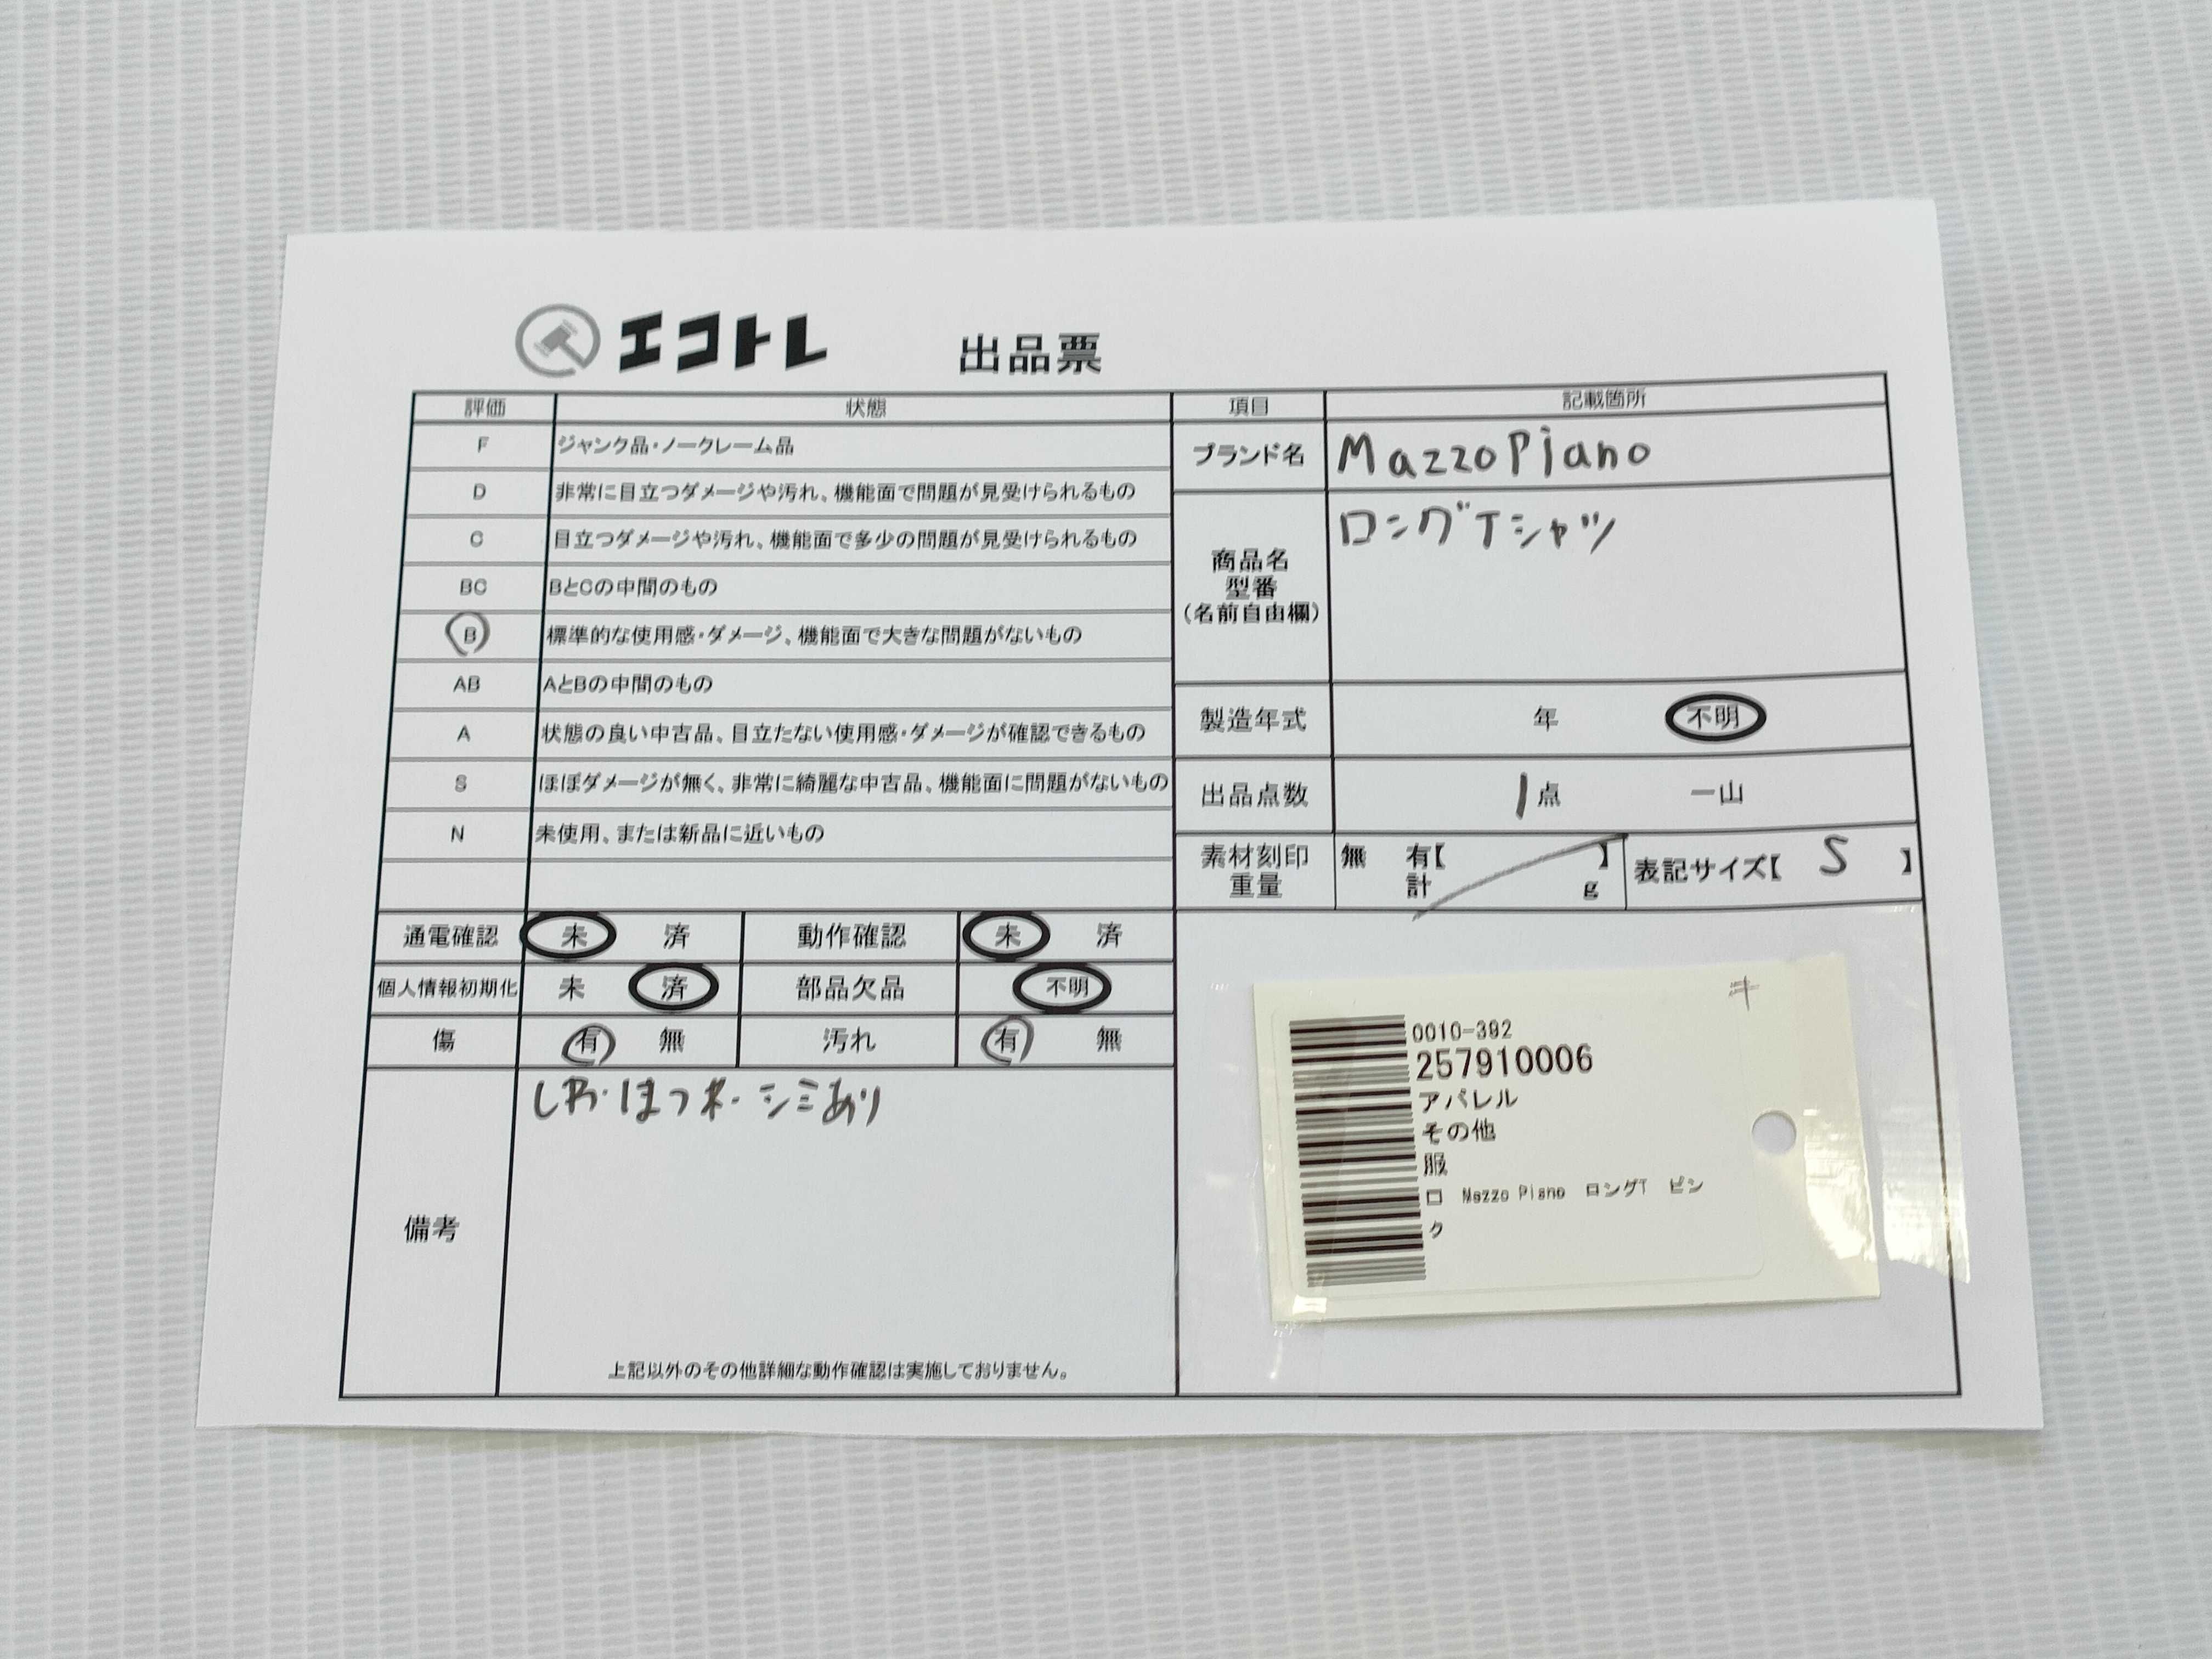 エコトレ 出品票
評価 状態 項目 記載箇所
F ジャンク品・ノークレーム品
D 非常に目立つダメージや汚れ、機能面で問題が見受けられるもの
C 目立つダメージや汚れ、機能面で多少の問題が見受けられるもの
BC BとCの中間のもの
B 標準的な使用感・ダメージ、機能面で大きな問題がないもの
AB AとBの中間のもの
A 状態の良い中古品、目立たない使用感・ダメージが確認できるもの
S ほぼダメージが無く、非常に綺麗な中古品、機能面に問題がないもの
N 未使用、または新品に近いもの
ブランド名 Mazzo Piano
商品名
型番
(名前自由欄)
ロングTシャツ
製造年式 年 不明
出品点数 1点 一山
素材刻印 無 有【 】
重量 計 g
表記サイズ【 S 】
通電確認 未 済 動作確認 未 済
個人情報初期化 未 済 部品欠品 不明
傷 有 無 汚れ 有 無
備考
しわ・ほつれ・シミあり
上記以外のその他詳細な動作確認は実施しておりません。
キ
0010-392
257910006
アパレル
その他
服
口 Mezzo Piano ロングT ピン
ク